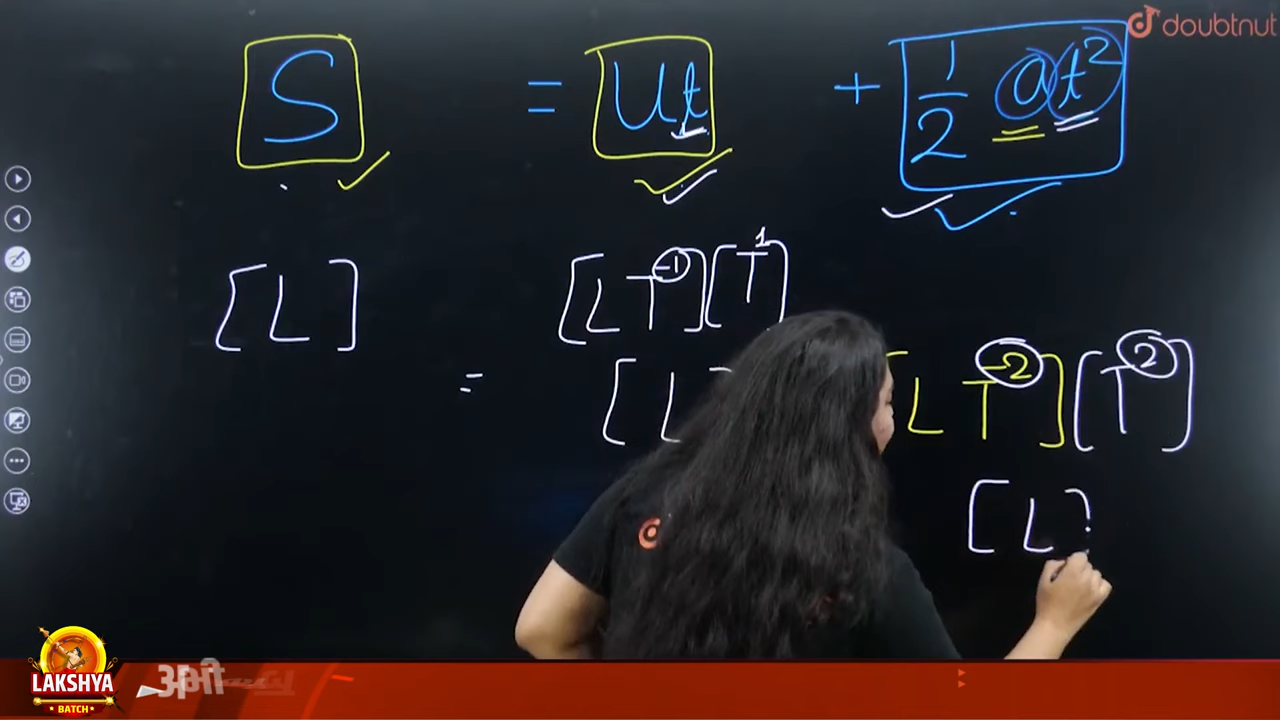 doubtnut
S = Ut + 1/2 at²
[L] [LT⁻¹][T¹]
= [L [LT⁻²][T²]
[L]
LAKSHYA
BATCH